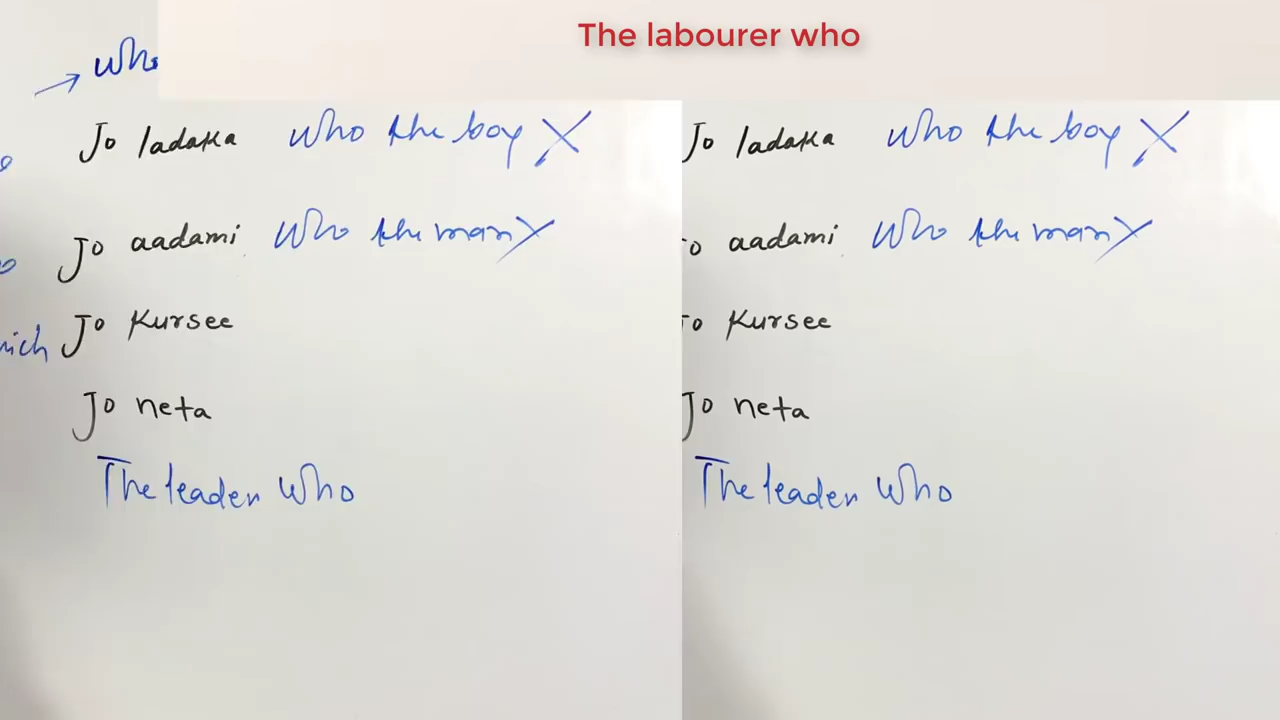 The labourer who
who
Jo ladaka who the boy X
Jo ladaka who the boy X
Jo aadami Who the man X
aadami Who the man X
Jo Kursee
Kursee
Jo neta
Jo neta
The leader Who
The leader Who